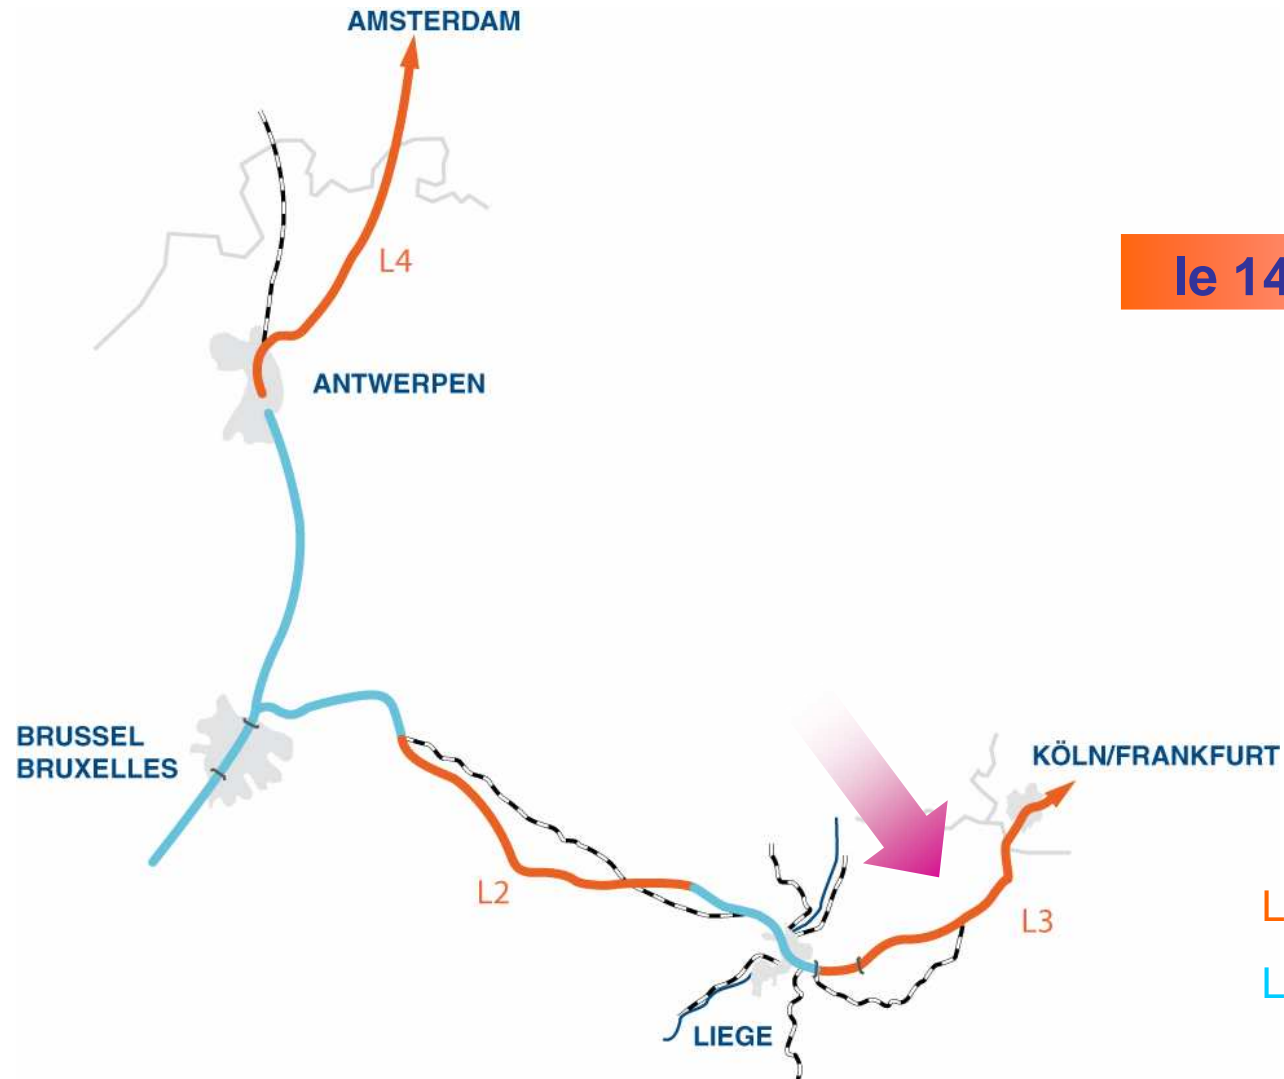 AMSTERDAM
L4
le 14
ANTWERPEN
BRUSSEL
BRUXELLES
KÖLN/FRANKFURT
L2
L3
L
L
LIEGE